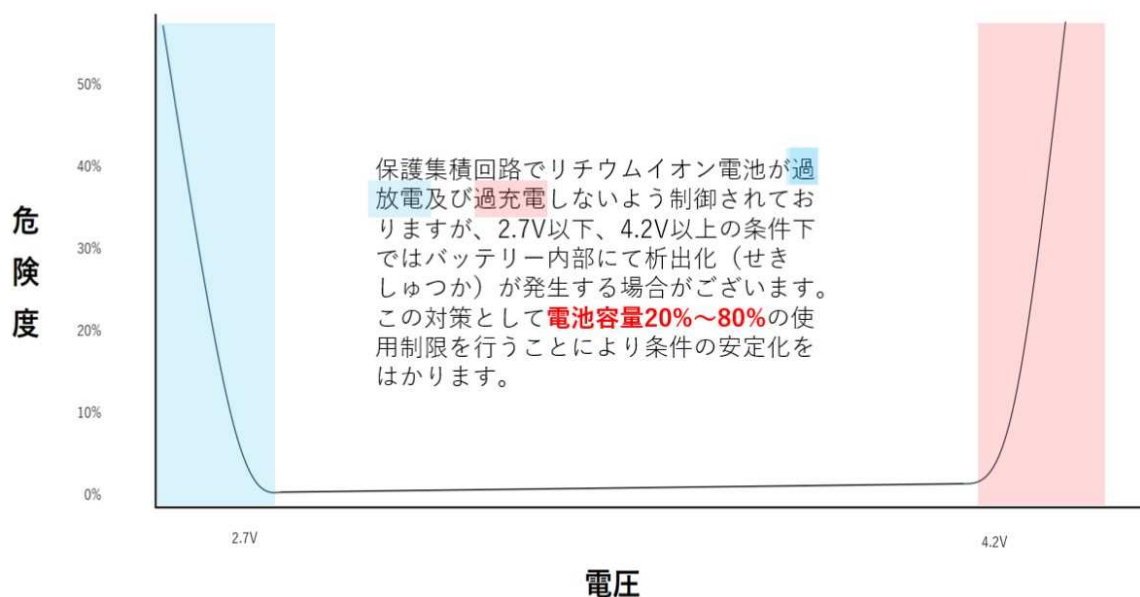 50%
40%
30%
20%
10%
0%
危険度
保護集積回路でリチウムイオン電池が過
放電及び過充電しないよう制御されてお
りますが、2.7V以下、4.2V以上の条件下
ではバッテリー内部にて析出化（せき
しゅつか）が発生する場合がございます。
この対策として電池容量20%～80%の使
用制限を行うことにより条件の安定化を
はかります。
2.7V
4.2V
電圧